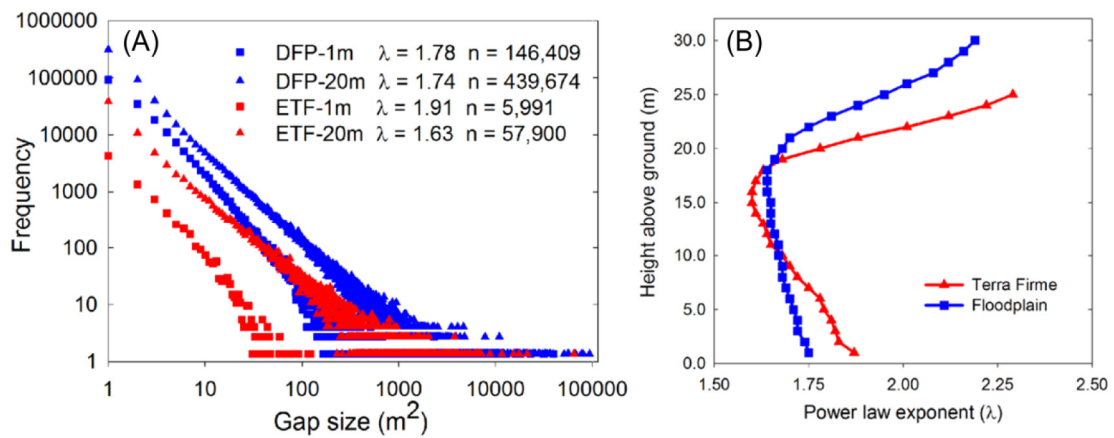 (A)
1000000
100000
10000
1000
100
10
1
Frequency
DFP-1m λ = 1.78 n = 146,409
DFP-20m λ = 1.74 n = 439,674
ETF-1m λ = 1.91 n = 5,991
ETF-20m λ = 1.63 n = 57,900
1 10 100 1000 10000 100000
Gap size (m²)
(B)
30.0
25.0
20.0
15.0
10.0
5.0
0.0
Height above ground (m)
Terra Firme
Floodplain
1.50 1.75 2.00 2.25 2.50
Power law exponent (λ)